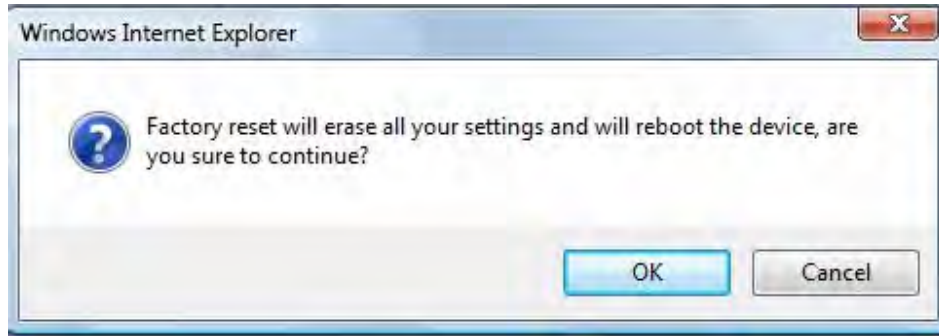 Windows Internet Explorer
Factory reset will erase all your settings and will reboot the device, are
you sure to continue?
OK
Cancel